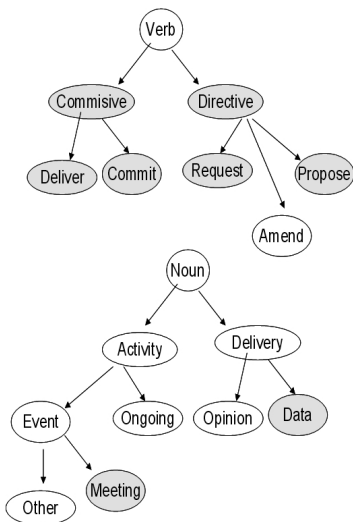 Verb
Commisive
Directive
Deliver
Commit
Request
Propose
Amend
Noun
Activity
Delivery
Event
Ongoing
Opinion
Data
Other
Meeting